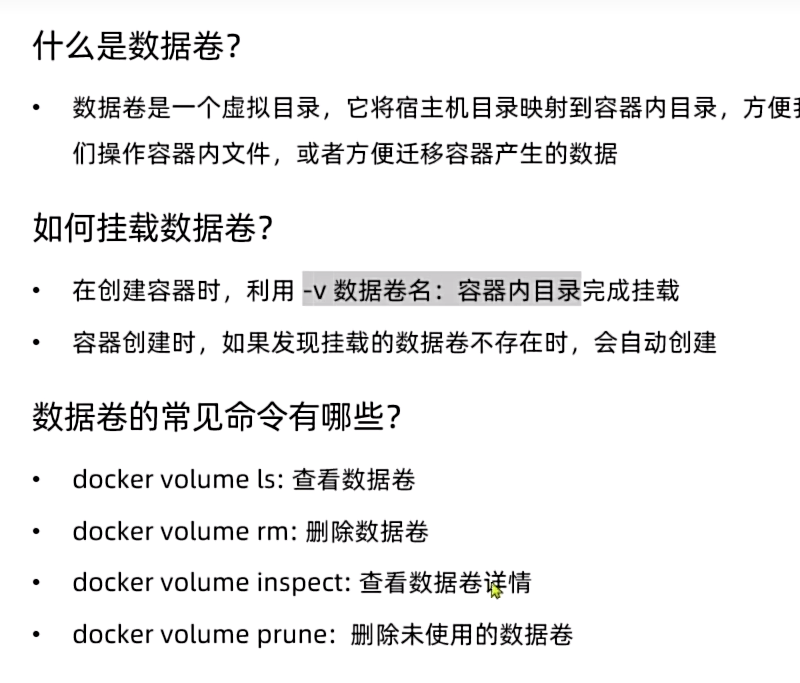 什么是数据卷？
• 数据卷是一个虚拟目录，它将宿主机目录映射到容器内目录，方便
们操作容器内文件，或者方便迁移容器产生的数据
如何挂载数据卷？
• 在创建容器时，利用 -v 数据卷名：容器内目录完成挂载
• 容器创建时，如果发现挂载的数据卷不存在时，会自动创建
数据卷的常见命令有哪些？
• docker volume ls: 查看数据卷
• docker volume rm: 删除数据卷
• docker volume inspect: 查看数据卷详情
• docker volume prune：删除未使用的数据卷